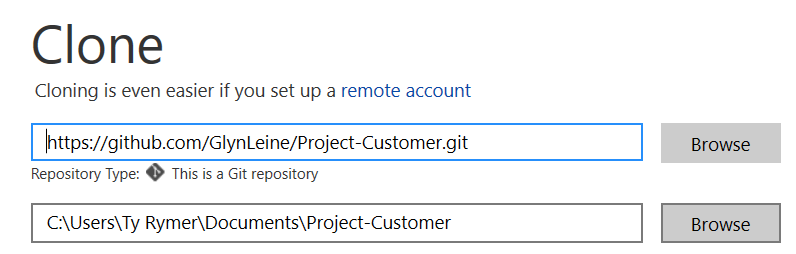 Clone
Cloning is even easier if you set up a remote account
https://github.com/GlynLeine/Project-Customer.git
Browse
Repository Type: This is a Git repository
C:\Users\Ty Rymer\Documents\Project-Customer
Browse